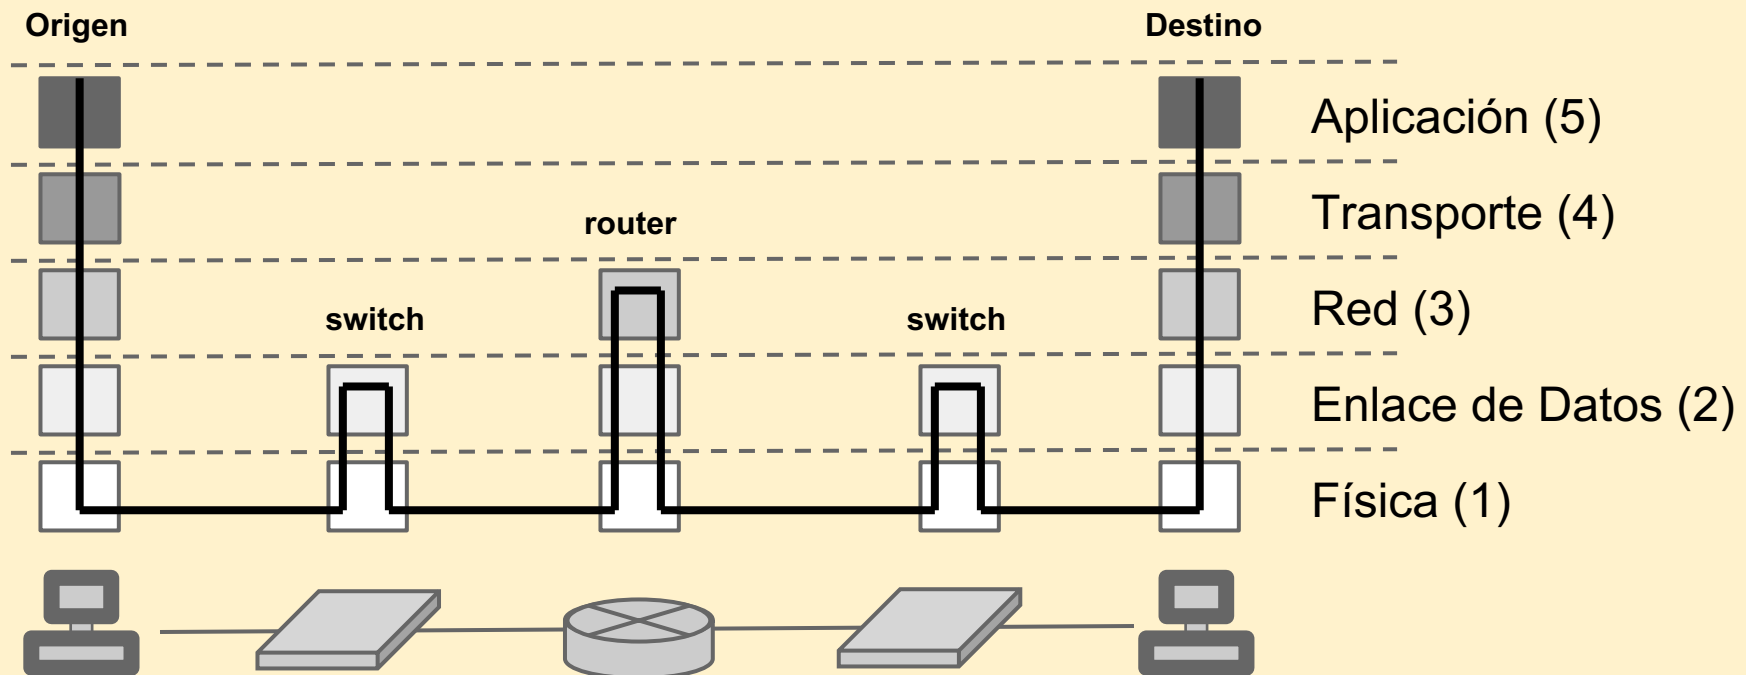 Origen
Destino
Aplicación (5)
Transporte (4)
router
Red (3)
switch
switch
Enlace de Datos (2)
Física (1)